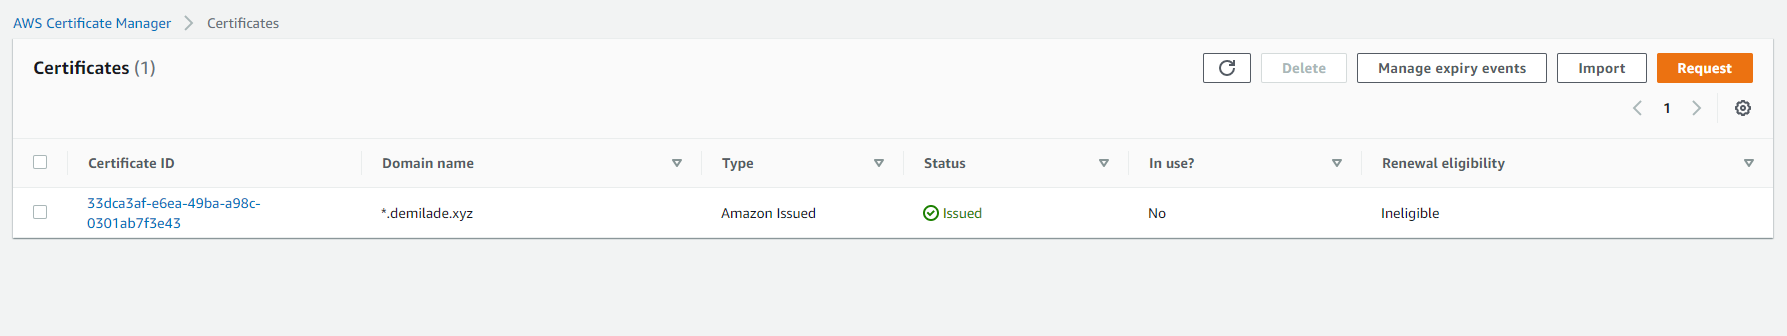 AWS Certificate Manager > Certificates
Certificates (1) Delete Manage expiry events Import Request
1
Certificate ID Domain name Type Status In use? Renewal eligibility
33dca3af-e6ea-49ba-a98c-
0301ab7f3e43 *.demilade.xyz Amazon Issued Issued No Ineligible